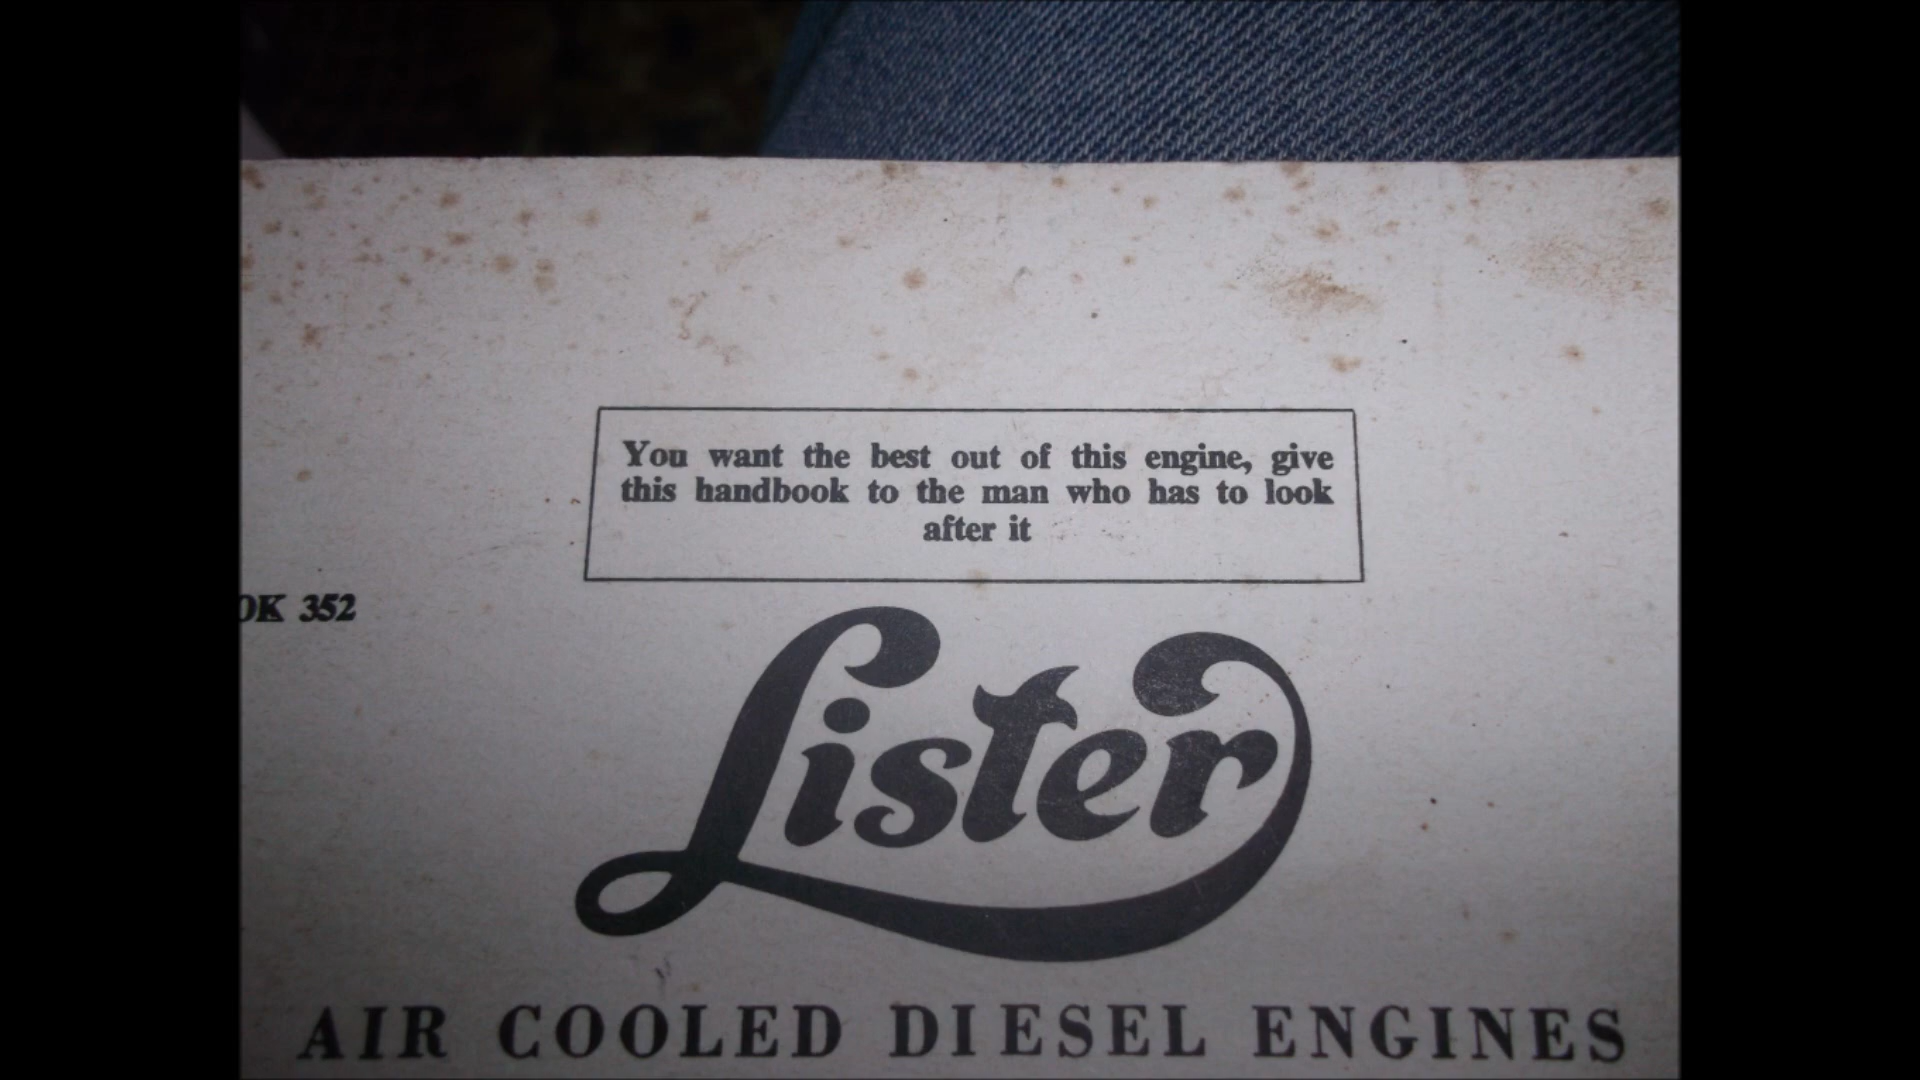 You want the best out of this engine, give
this handbook to the man who has to look
after it
OK 352
Lister
AIR COOLED DIESEL ENGINES